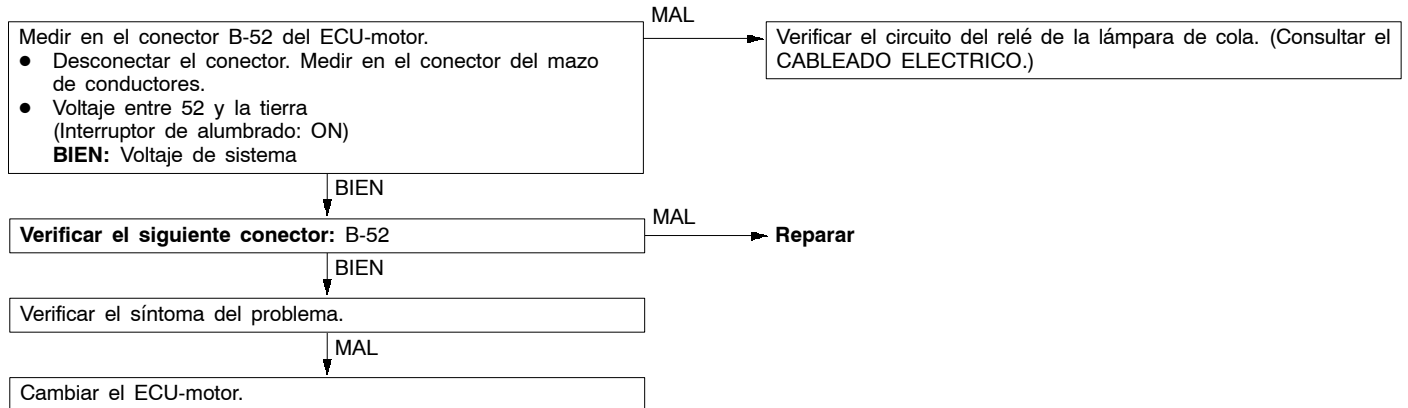 MAL
Medir en el conector B-52 del ECU-motor.
● Desconectar el conector. Medir en el conector del mazo
de conductores.
● Voltaje entre 52 y la tierra
(Interruptor de alumbrado: ON)
BIEN: Voltaje de sistema
Verificar el circuito del relé de la lámpara de cola. (Consultar el
CABLEADO ELECTRICO.)
BIEN
MAL
Verificar el siguiente conector: B-52
Reparar
BIEN
Verificar el síntoma del problema.
MAL
Cambiar el ECU-motor.